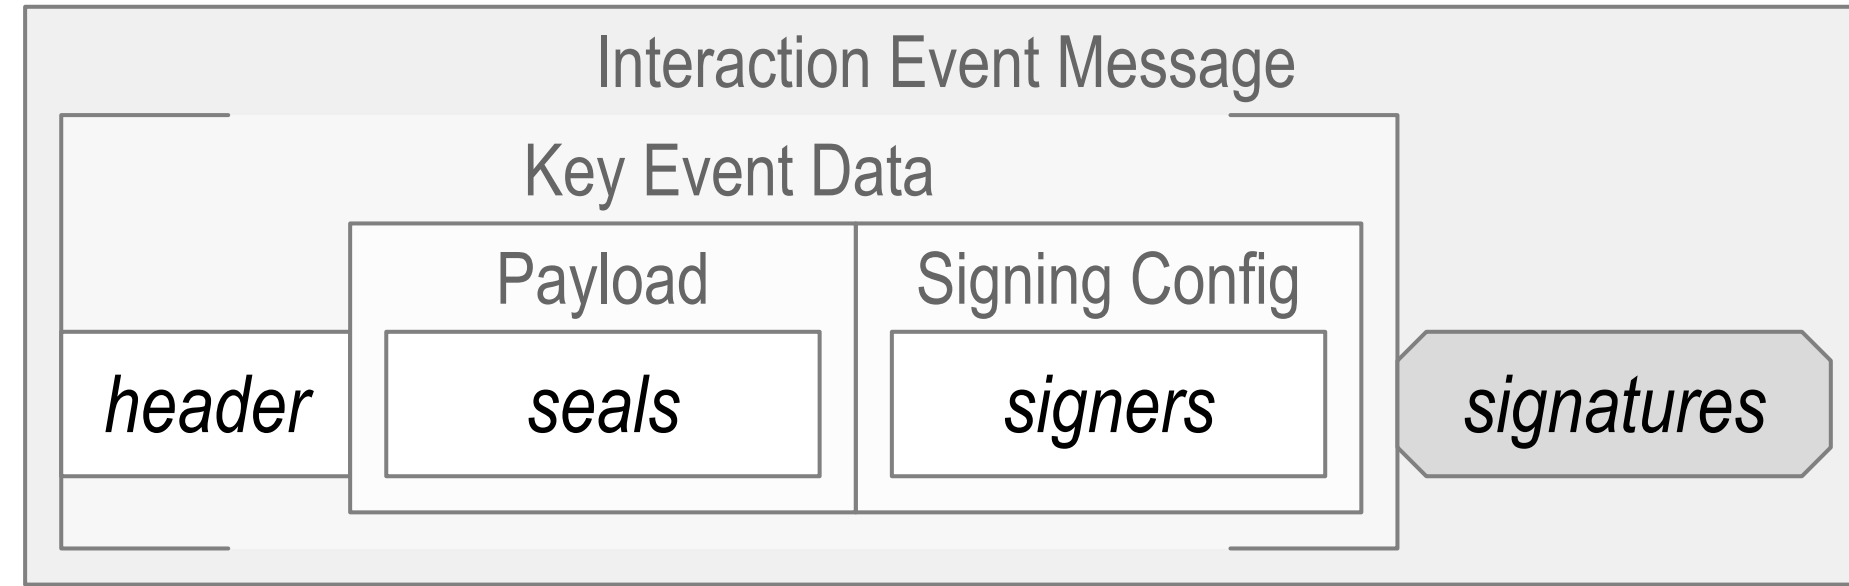 Interaction Event Message
Key Event Data
Payload
Signing Config
header
seals
signers
signatures